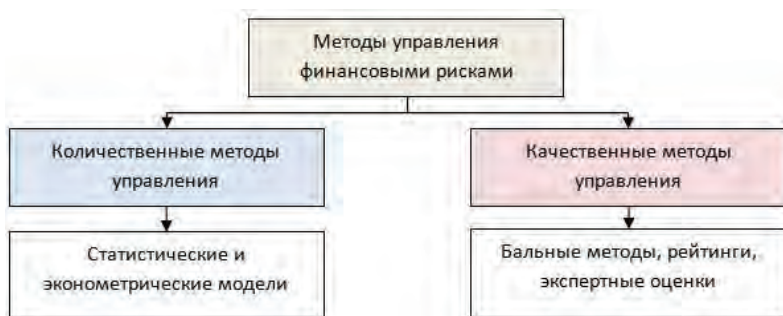 Методы управления
финансовыми рисками
Количественные методы
управления
Качественные методы
управления
Статистические и
эконометрические модели
Бальные методы, рейтинги,
экспертные оценки